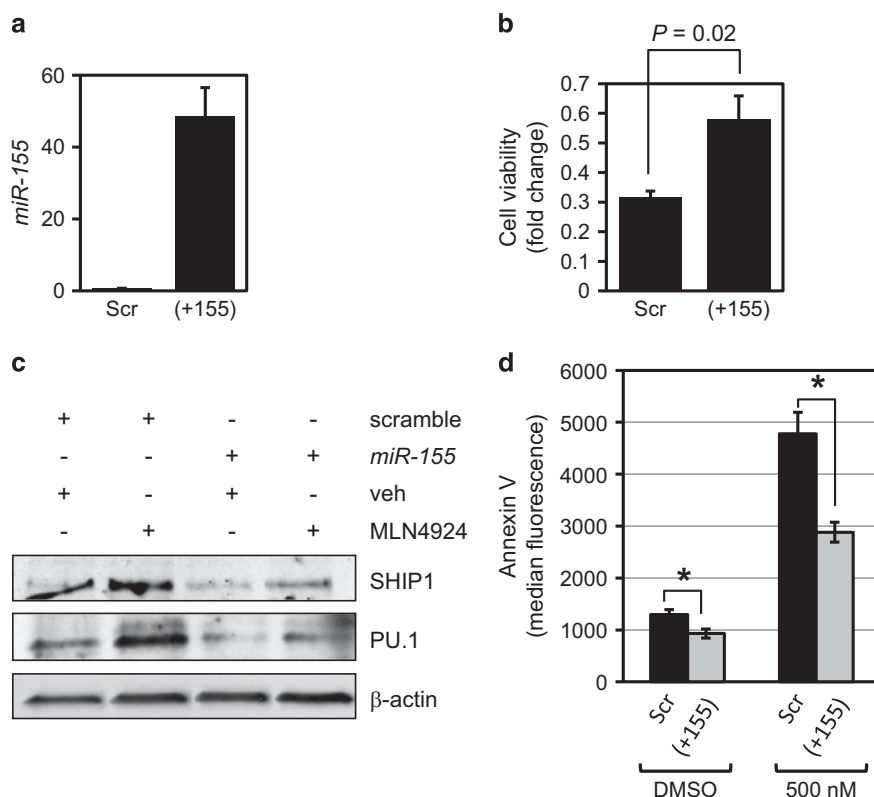 a
60
40
20
0
miR-155
Scr (+155)
b
P = 0.02
0.7
0.6
0.5
0.4
0.3
0.2
0.1
0
Cell viability
(fold change)
Scr (+155)
c
+ + - - scramble
- - + + miR-155
+ - + - veh
- + - + MLN4924
SHIP1
PU.1
β-actin
d
6000
5000
4000
3000
2000
1000
0
Annexin V
(median fluorescence)
*
*
Scr
(+155)
Scr
(+155)
DMSO
500 nM